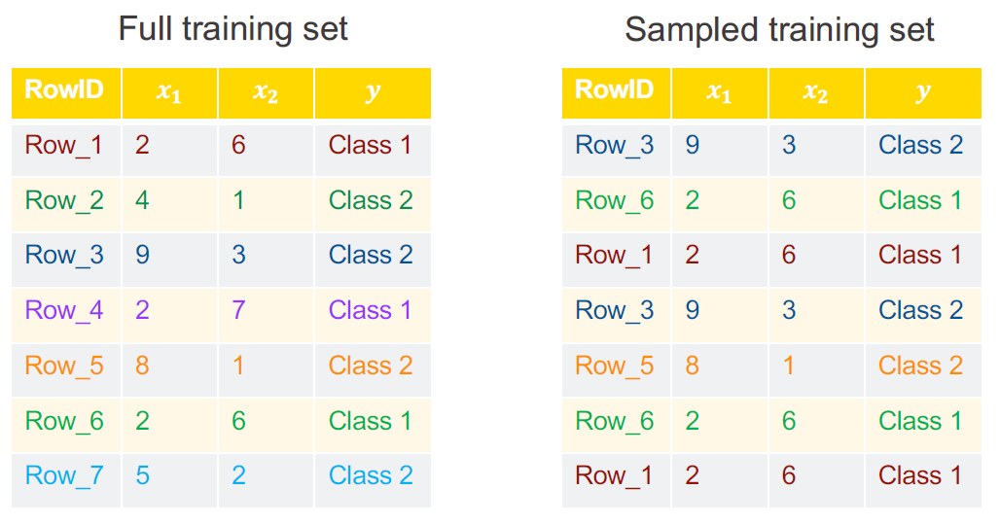 Full training set
RowID x₁ x₂ y
Row_1 2 6 Class 1
Row_2 4 1 Class 2
Row_3 9 3 Class 2
Row_4 2 7 Class 1
Row_5 8 1 Class 2
Row_6 2 6 Class 1
Row_7 5 2 Class 2
Sampled training set
RowID x₁ x₂ y
Row_3 9 3 Class 2
Row_6 2 6 Class 1
Row_1 2 6 Class 1
Row_3 9 3 Class 2
Row_5 8 1 Class 2
Row_6 2 6 Class 1
Row_1 2 6 Class 1